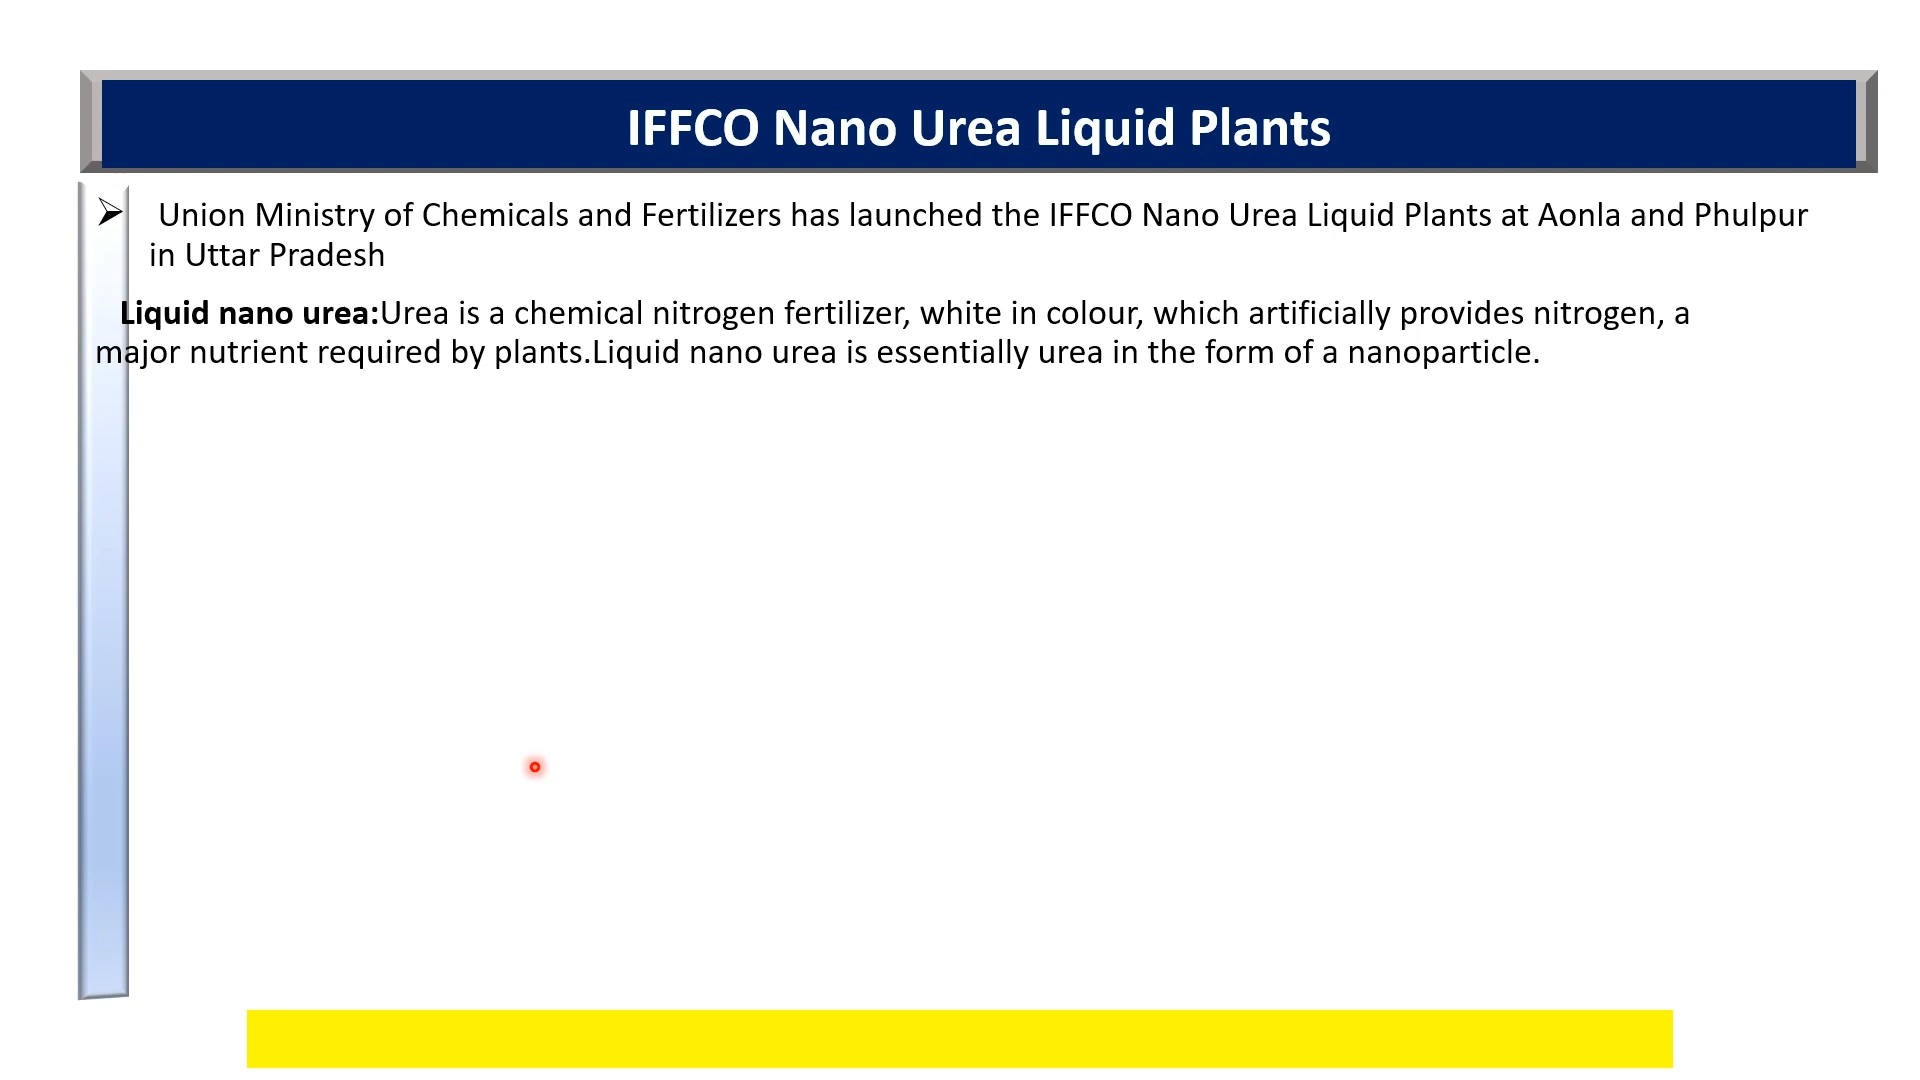 IFFCO Nano Urea Liquid Plants
➢ Union Ministry of Chemicals and Fertilizers has launched the IFFCO Nano Urea Liquid Plants at Aonla and Phulpur
in Uttar Pradesh
Liquid nano urea:Urea is a chemical nitrogen fertilizer, white in colour, which artificially provides nitrogen, a
major nutrient required by plants.Liquid nano urea is essentially urea in the form of a nanoparticle.